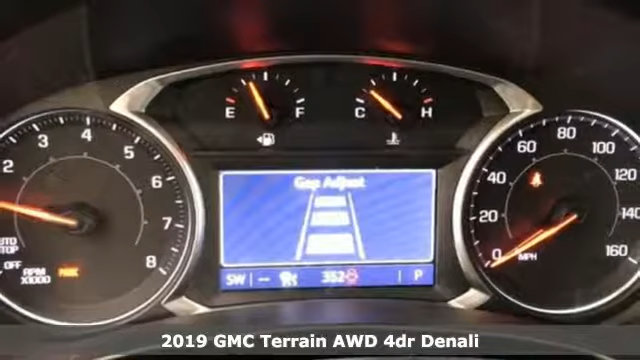 E F
C H
2 3 4 5 6 7 8
AUTO STOP
OFF
RPM
X1000
PARK
Gap Adjust
SW -- 352 P
0 20 40 60 80 100 120 140 160
MPH
2019 GMC Terrain AWD 4dr Denali